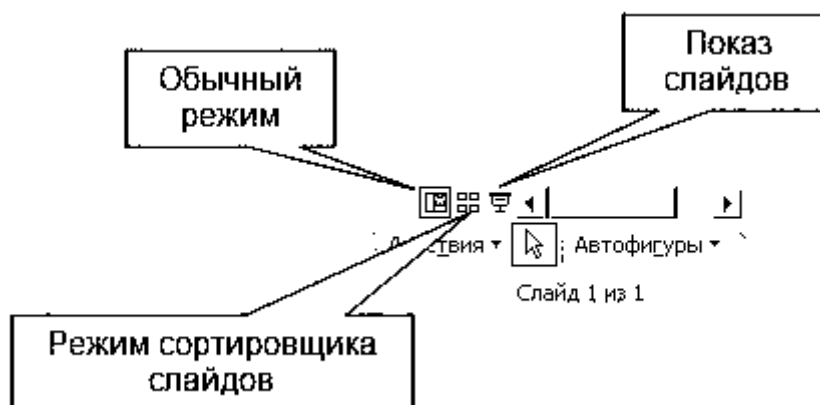 Показ
слайдов
Обычный
режим
Автофигуры
Слайд 1 из 1
Режим сортировщика
слайдов